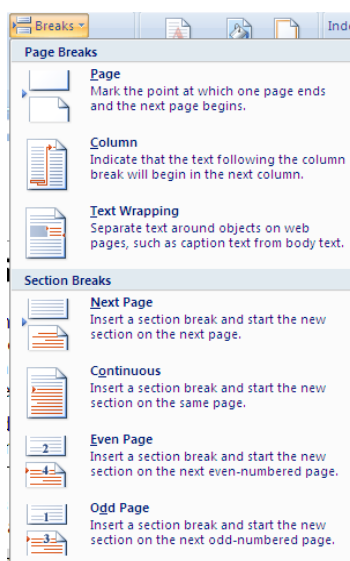 Breaks
Inde
Page Breaks
Page
Mark the point at which one page ends
and the next page begins.
Column
Indicate that the text following the column
break will begin in the next column.
Text Wrapping
Separate text around objects on web
pages, such as caption text from body text.
Section Breaks
Next Page
Insert a section break and start the new
section on the next page.
Continuous
Insert a section break and start the new
section on the same page.
Even Page
Insert a section break and start the new
section on the next even-numbered page.
2
4
Odd Page
Insert a section break and start the new
section on the next odd-numbered page.
1
3